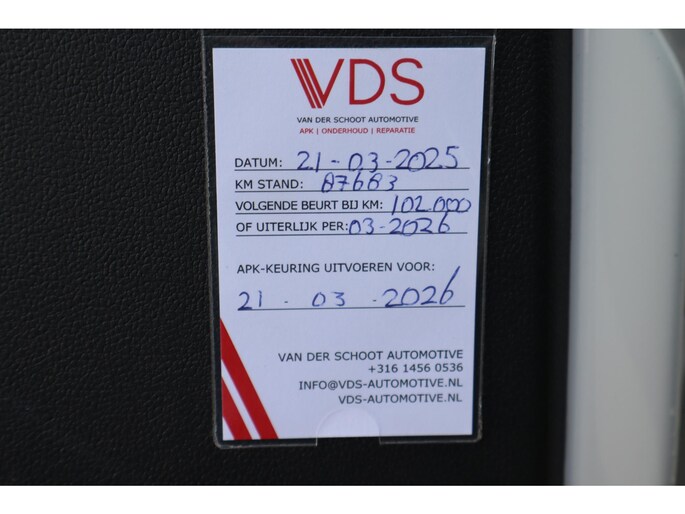 VDS
VAN DER SCHOOT AUTOMOTIVE
APK | ONDERHOUD | REPARATIE
DATUM: 21-03-2025
KM STAND: 87683
VOLGENDE BEURT BIJ KM: 102.000
OF UITERLIJK PER: 03-2026
APK-KEURING UITVOEREN VOOR:
21 - 03 - 2026
VAN DER SCHOOT AUTOMOTIVE
+316 1456 0536
INFO@VDS-AUTOMOTIVE.NL
VDS-AUTOMOTIVE.NL